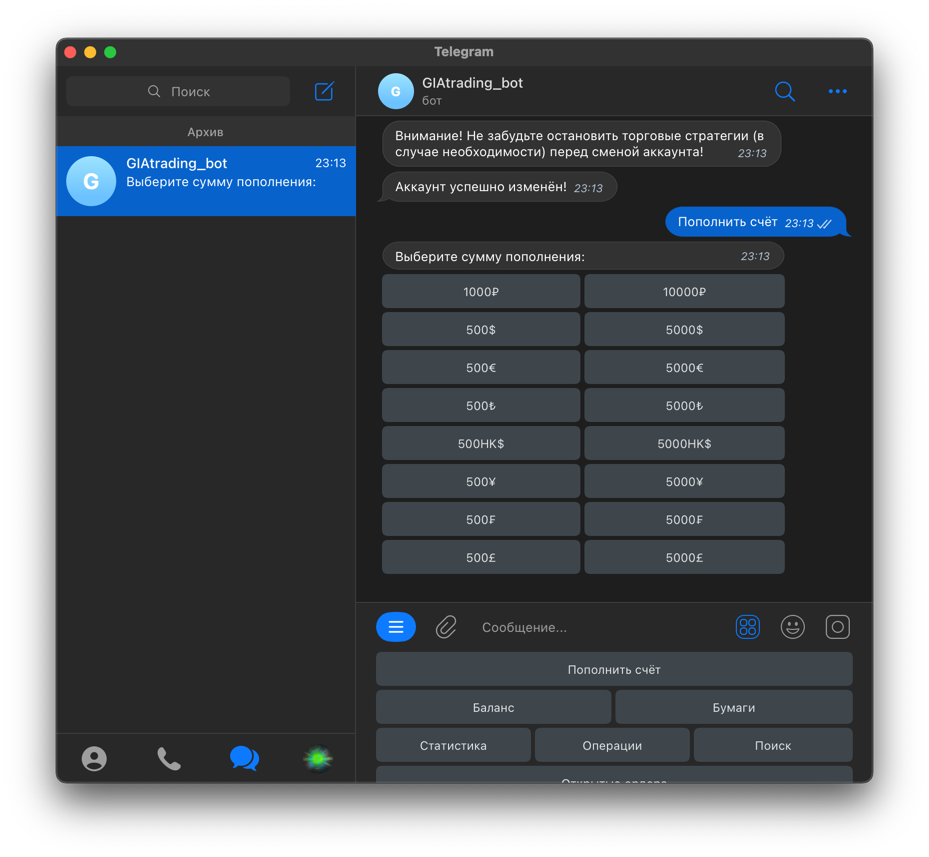 Telegram
Поиск
Архив
G
GIAtrading_bot 23:13
Выберите сумму пополнения:
G
GIAtrading_bot
бот
Внимание! Не забудьте остановить торговые стратегии (в
случае необходимости) перед сменой аккаунта! 23:13
Аккаунт успешно изменён! 23:13
Пополнить счёт 23:13
Выберите сумму пополнения: 23:13
1000₽ 10000₽
500$ 5000$
500€ 5000€
500₺ 5000₺
500HK$ 5000HK$
500¥ 5000¥
500₣ 5000₣
500£ 5000£
Сообщение...
Пополнить счёт
Баланс Бумаги
Статистика Операции Поиск
Открытые ордера